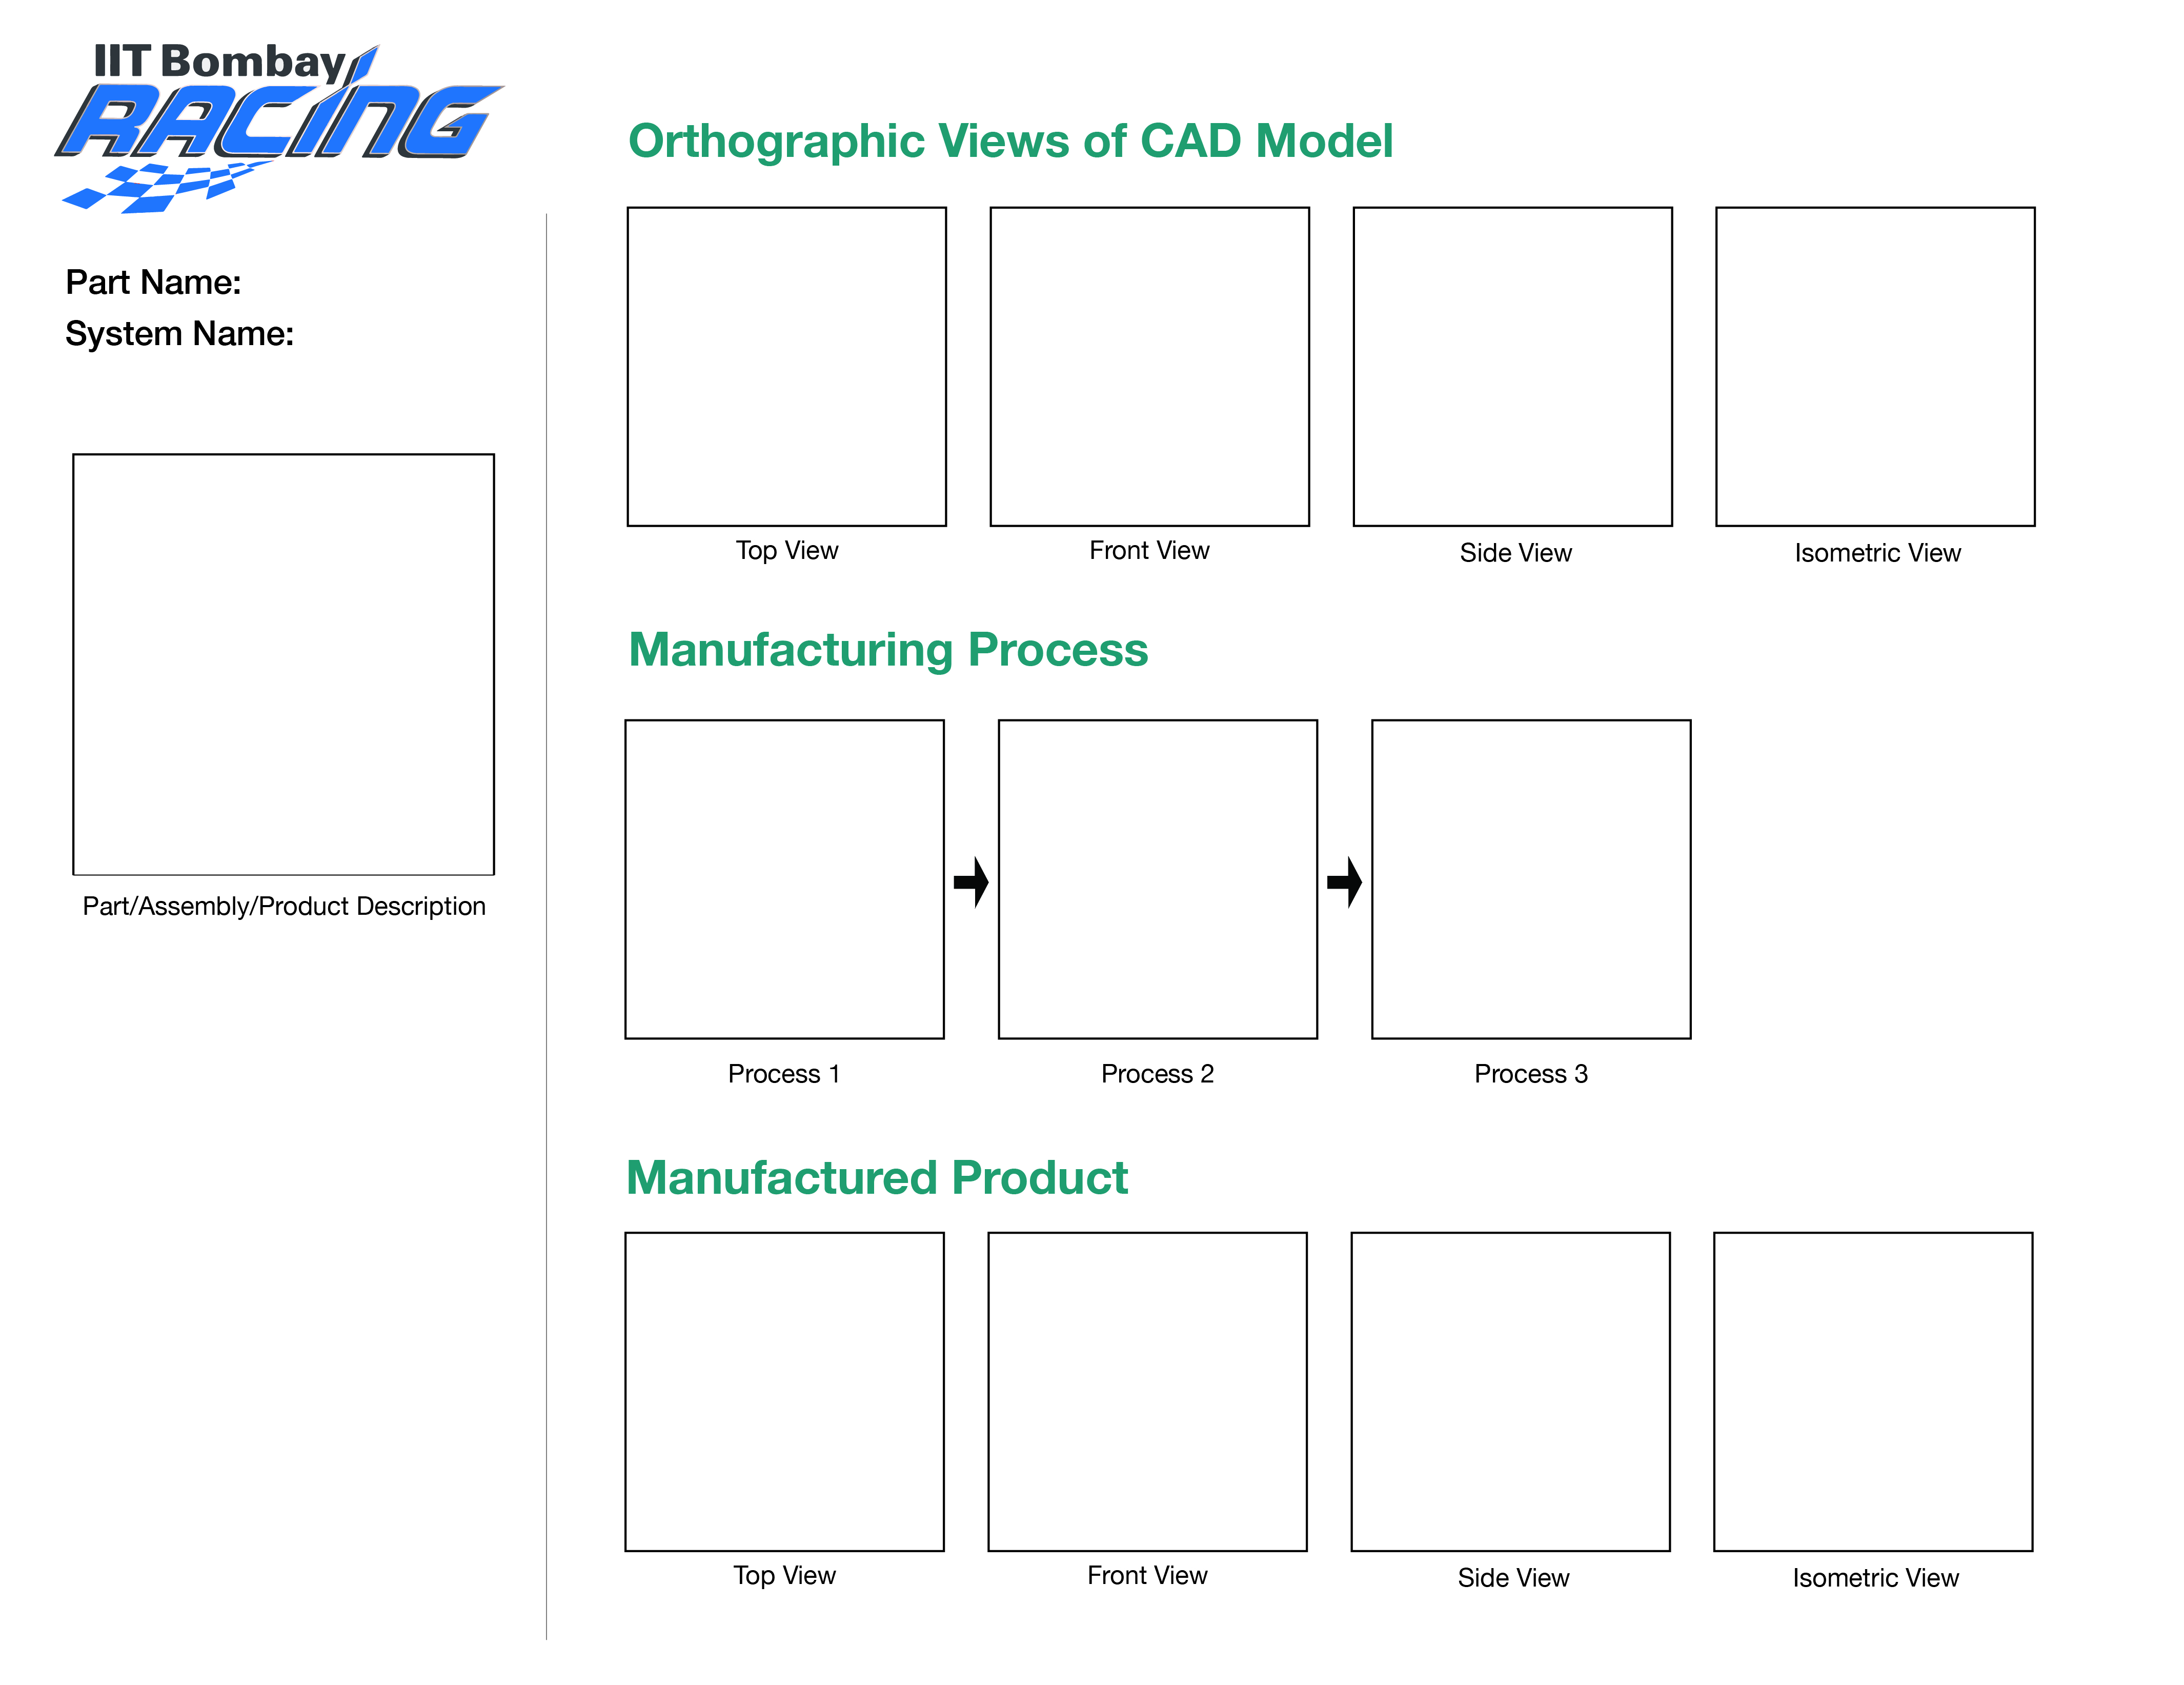 IIT Bombay
RACING
Part Name:
System Name:
Part/Assembly/Product Description
Orthographic Views of CAD Model
Top View
Front View
Side View
Isometric View
Manufacturing Process
Process 1
Process 2
Process 3
Manufactured Product
Top View
Front View
Side View
Isometric View